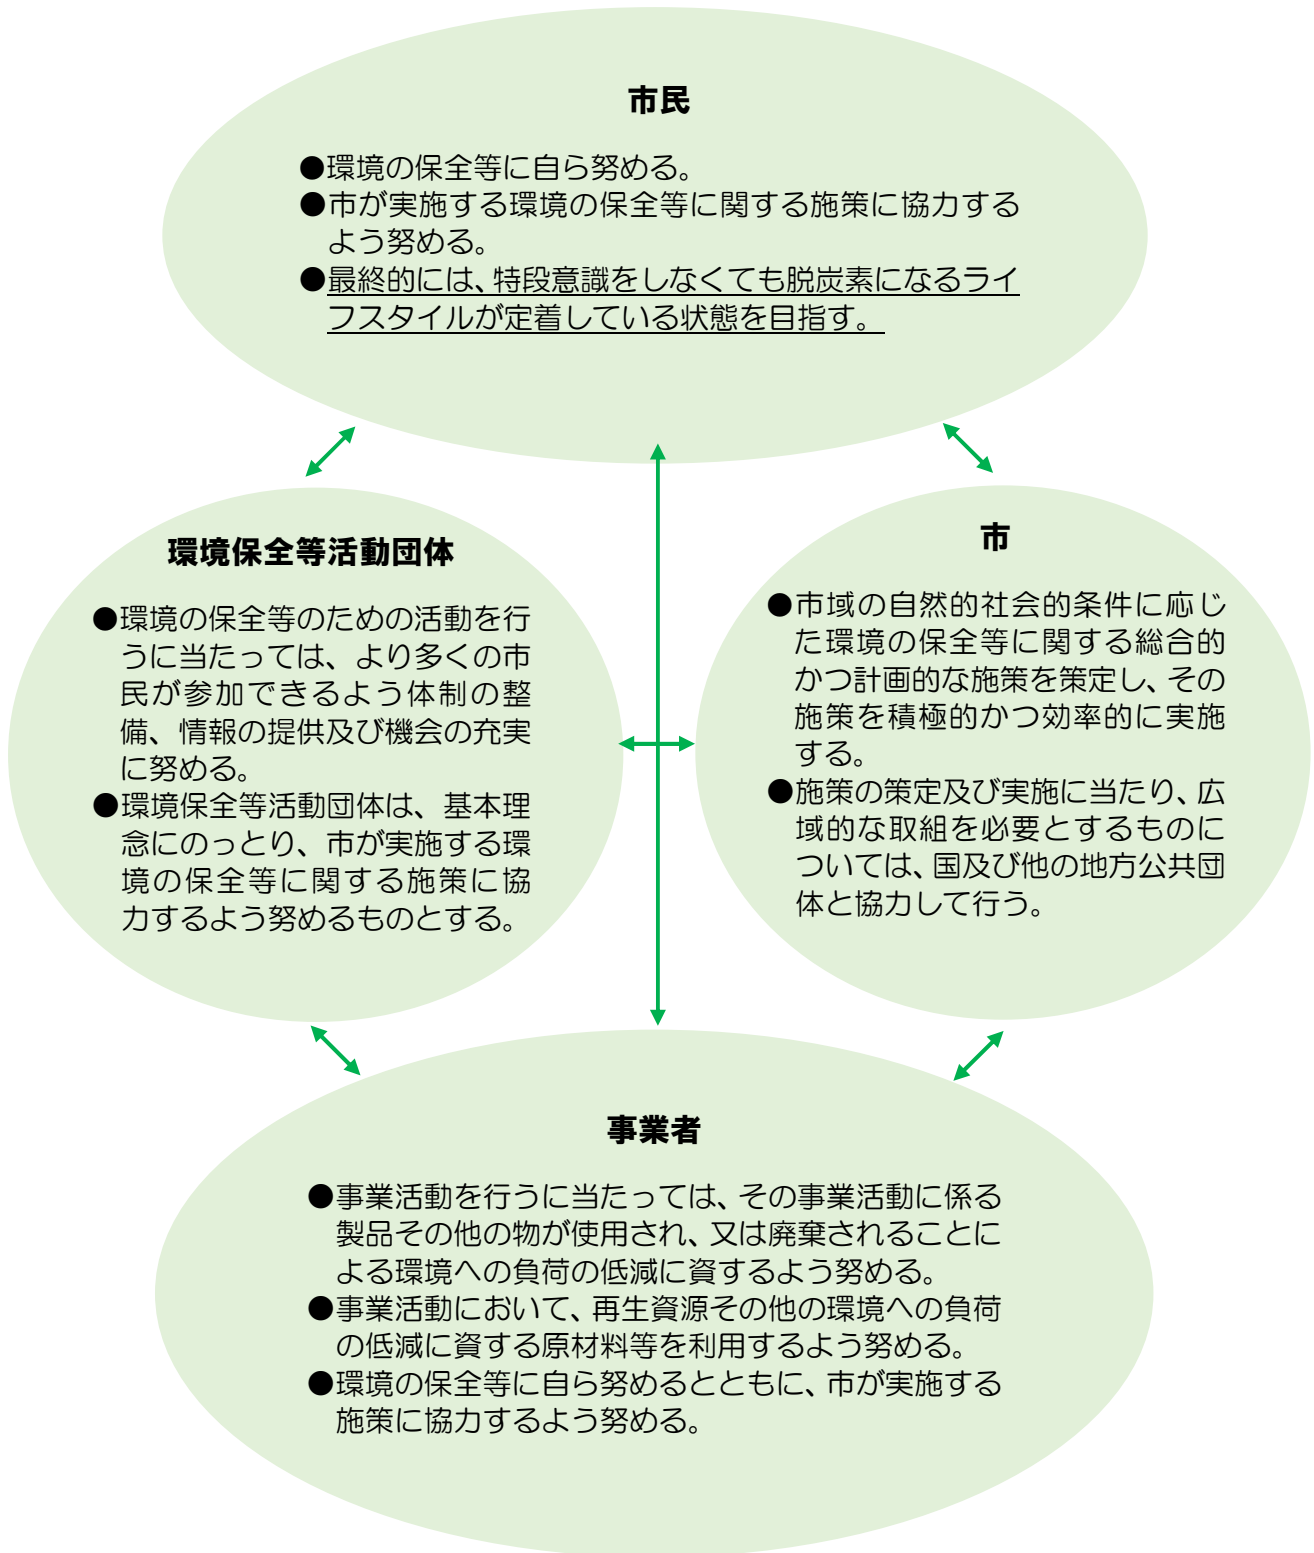 市民
●環境の保全等に自ら努める。
●市が実施する環境の保全等に関する施策に協力する
よう努める。
●最終的には、特段意識をしなくても脱炭素になるライ
フスタイルが定着している状態を目指す。
環境保全等活動団体
●環境の保全等のための活動を行
うに当たっては、より多くの市
民が参加できるよう体制の整
備、情報の提供及び機会の充実
に努める。
●環境保全等活動団体は、基本理
念にのっとり、市が実施する環
境の保全等に関する施策に協
力するよう努めるものとする。
市
●市域の自然的社会的条件に応じ
た環境の保全等に関する総合的
かつ計画的な施策を策定し、その
施策を積極的かつ効率的に実施
する。
●施策の策定及び実施に当たり、広
域的な取組を必要とするものに
ついては、国及び他の地方公共団
体と協力して行う。
事業者
●事業活動を行うに当たっては、その事業活動に係る
製品その他の物が使用され、又は廃棄されることに
よる環境への負荷の低減に資するよう努める。
●事業活動において、再生資源その他の環境への負荷
の低減に資する原材料等を利用するよう努める。
●環境の保全等に自ら努めるとともに、市が実施する
施策に協力するよう努める。